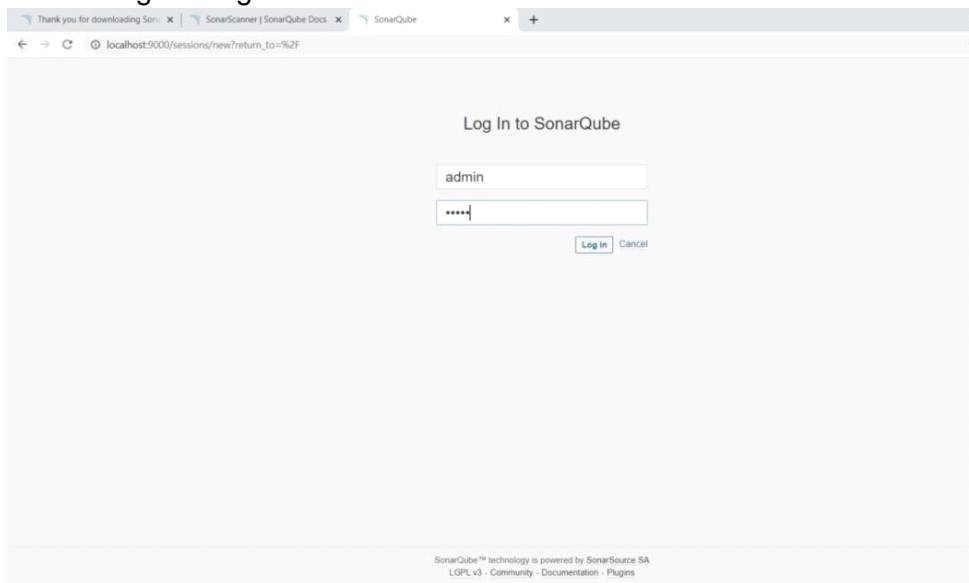 Thank you for downloading Son
SonarScanner | SonarQube Docs
SonarQube
localhost:9000/sessions/new?return_to=%2F
Log In to SonarQube
admin
•••••
Log in Cancel
SonarQube™ technology is powered by SonarSource SA
LGPL v3 - Community - Documentation - Plugins